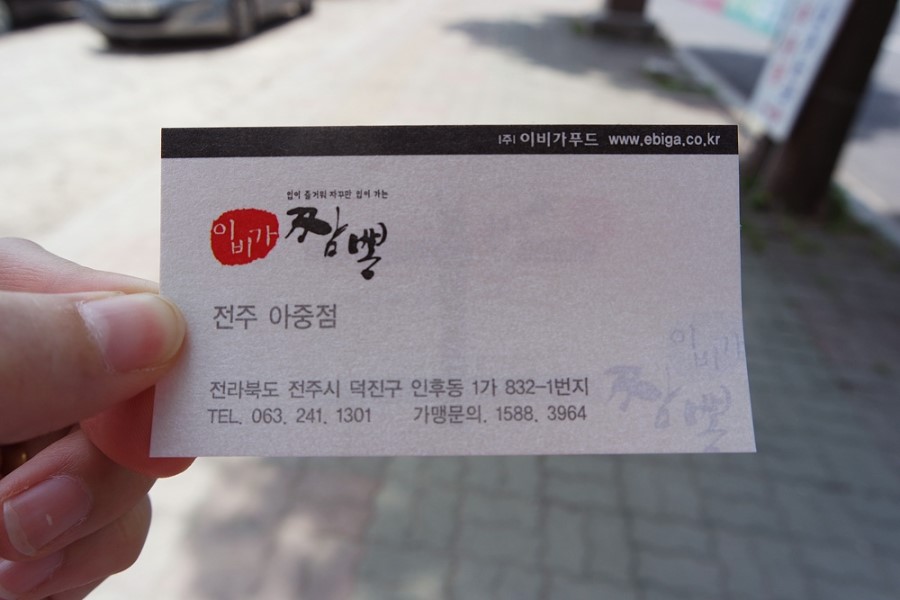 (주) 이비가푸드 www.ebiga.co.kr
입이 즐거워 자꾸만 입이 가는
이비가 짬뽕
전주 아중점
전라북도 전주시 덕진구 인후동 1가 832-1번지
TEL. 063. 241. 1301 가맹문의. 1588. 3964
이비가
짬뽕